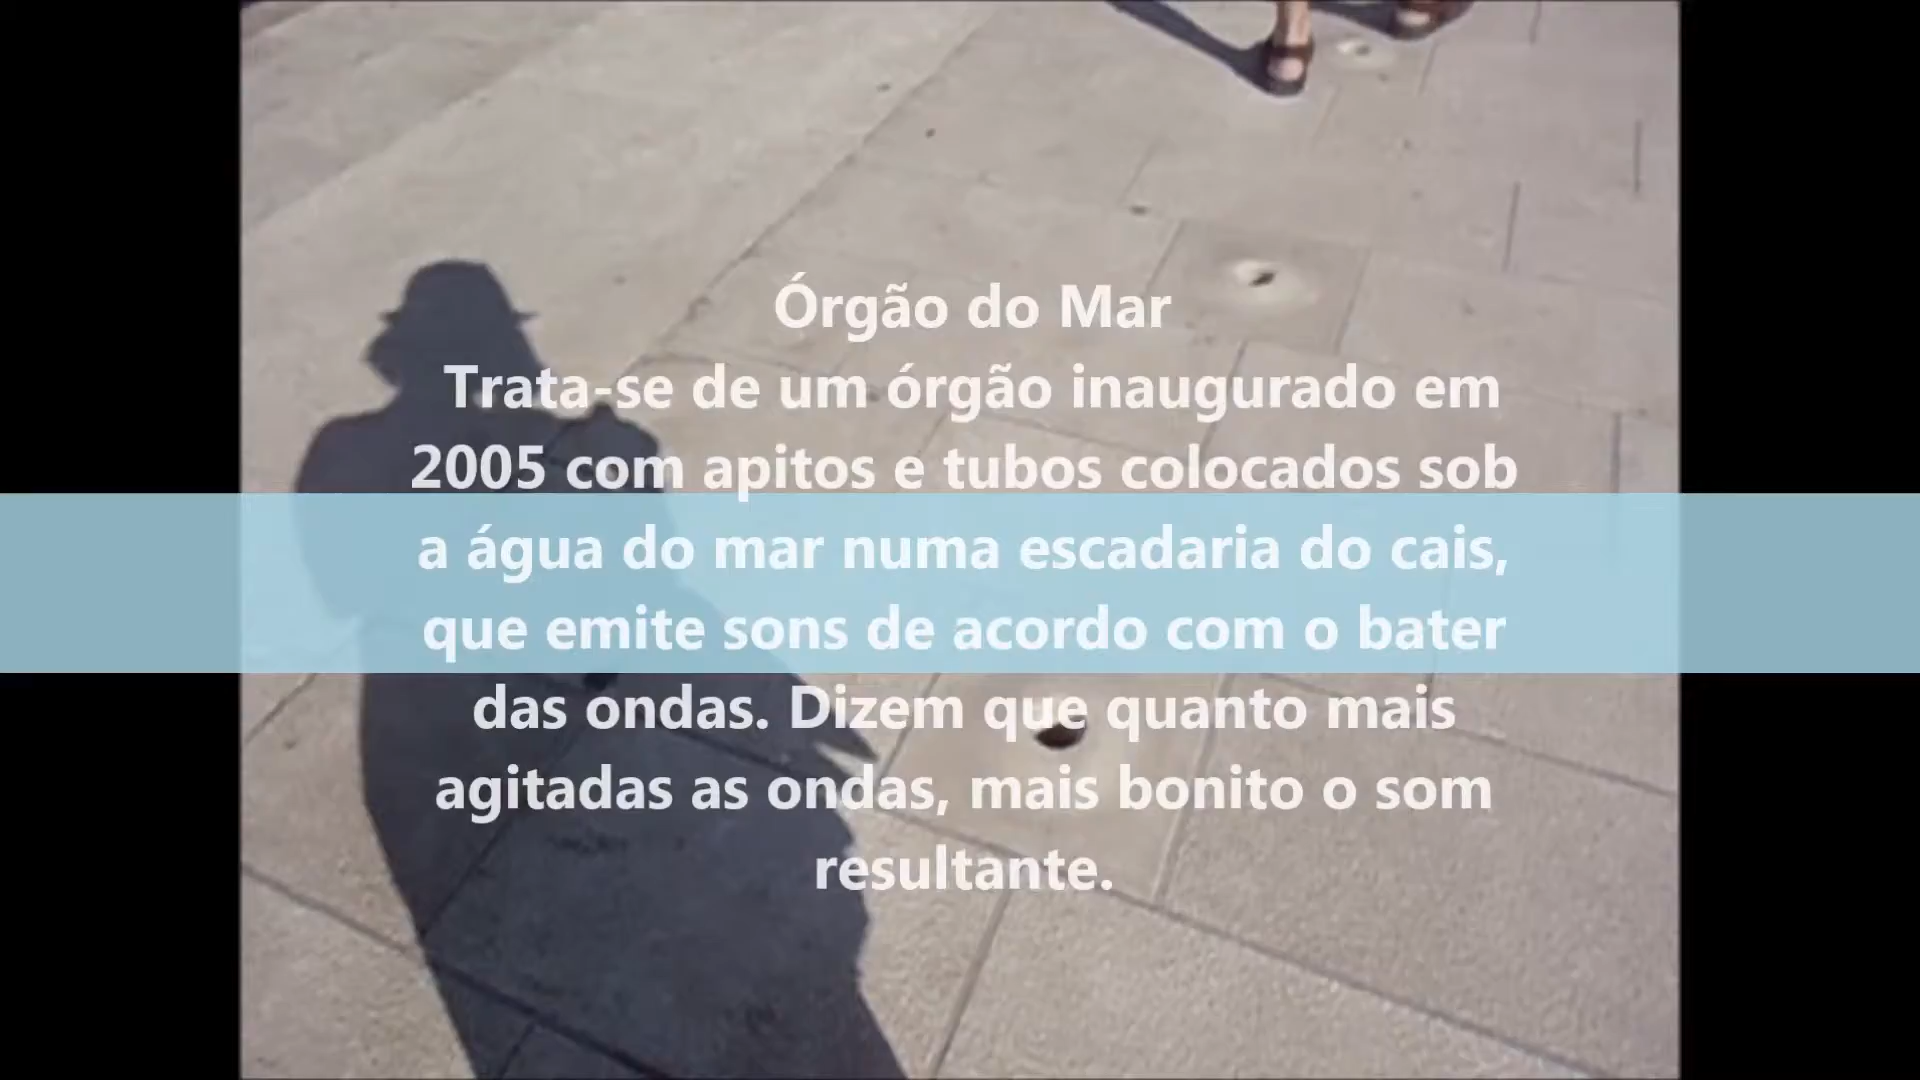 Órgão do Mar
Trata-se de um órgão inaugurado em
2005 com apitos e tubos colocados sob
a água do mar numa escadaria do cais,
que emite sons de acordo com o bater
das ondas. Dizem que quanto mais
agitadas as ondas, mais bonito o som
resultante.